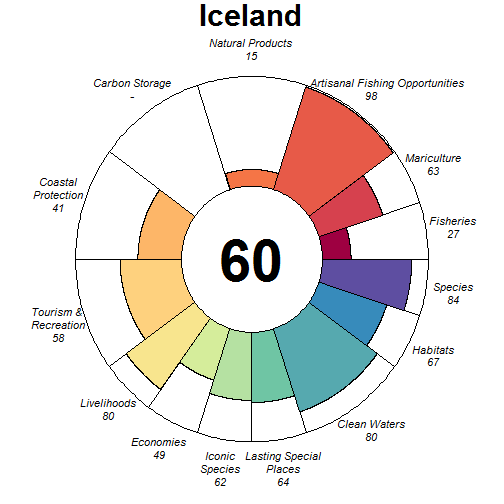 Iceland
Natural Products
15
Carbon Storage
-
Artisanal Fishing Opportunities
98
Mariculture
63
Coastal
Protection
41
Fisheries
27
60
Species
84
Tourism &
Recreation
58
Habitats
67
Livelihoods
80
Clean Waters
80
Economies
49
Iconic
Species
62
Lasting Special
Places
64